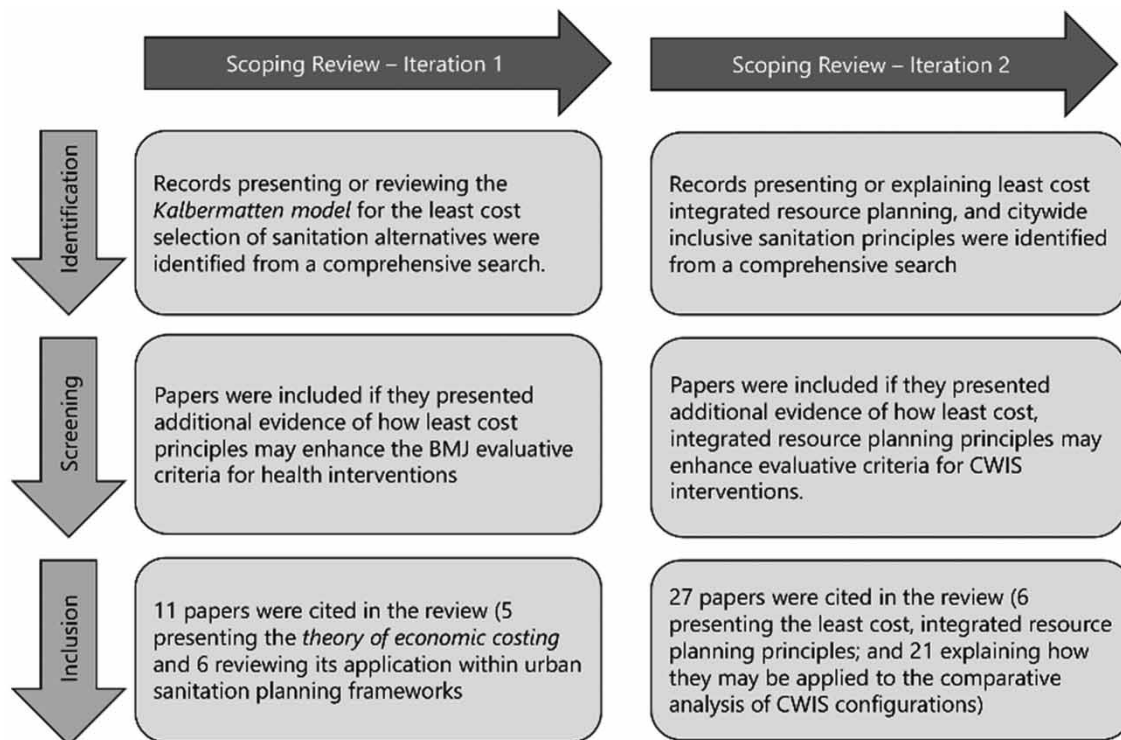 Scoping Review – Iteration 1
Scoping Review – Iteration 2
Identification
Records presenting or reviewing the
Kalbermatten model for the least cost
selection of sanitation alternatives were
identified from a comprehensive search.
Records presenting or explaining least cost
integrated resource planning, and citywide
inclusive sanitation principles were identified
from a comprehensive search
Screening
Papers were included if they presented
additional evidence of how least cost
principles may enhance the BMJ evaluative
criteria for health interventions
Papers were included if they presented
additional evidence of how least cost,
integrated resource planning principles may
enhance evaluative criteria for CWIS
interventions.
Inclusion
11 papers were cited in the review (5
presenting the theory of economic costing
and 6 reviewing its application within urban
sanitation planning frameworks
27 papers were cited in the review (6
presenting the least cost, integrated resource
planning principles; and 21 explaining how
they may be applied to the comparative
analysis of CWIS configurations)